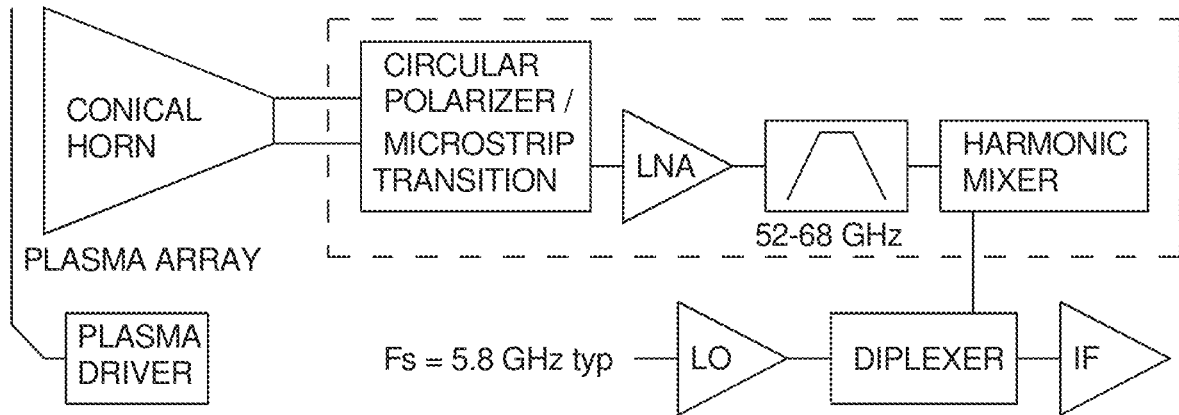 CONICAL
HORN
CIRCULAR
POLARIZER /
MICROSTRIP
TRANSITION
LNA
52-68 GHz
HARMONIC
MIXER
PLASMA ARRAY
PLASMA
DRIVER
Fs = 5.8 GHz typ
LO
DIPLEXER
IF